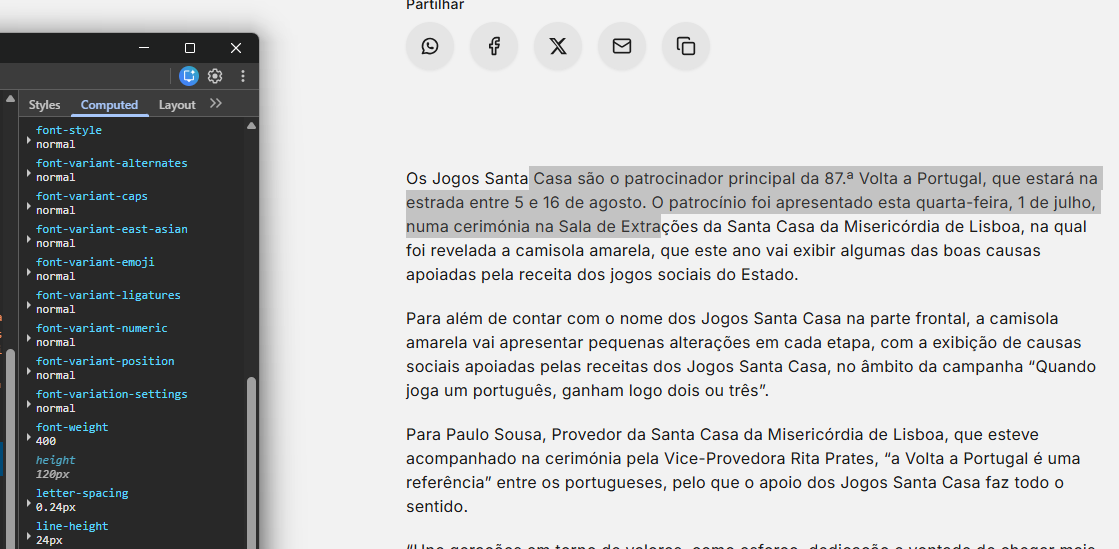 Partilhar
Styles
Computed
Layout
font-style
normal
font-variant-alternates
normal
font-variant-caps
normal
font-variant-east-asian
normal
font-variant-emoji
normal
font-variant-ligatures
normal
font-variant-numeric
normal
font-variant-position
normal
font-variation-settings
normal
font-weight
400
height
120px
letter-spacing
0.24px
line-height
24px
Os Jogos Santa Casa são o patrocinador principal da 87.ª Volta a Portugal, que estará na
estrada entre 5 e 16 de agosto. O patrocínio foi apresentado esta quarta-feira, 1 de julho,
numa cerimónia na Sala de Extrações da Santa Casa da Misericórdia de Lisboa, na qual
foi revelada a camisola amarela, que este ano vai exibir algumas das boas causas
apoiadas pela receita dos jogos sociais do Estado.
Para além de contar com o nome dos Jogos Santa Casa na parte frontal, a camisola
amarela vai apresentar pequenas alterações em cada etapa, com a exibição de causas
sociais apoiadas pelas receitas dos Jogos Santa Casa, no âmbito da campanha “Quando
joga um português, ganham logo dois ou três”.
Para Paulo Sousa, Provedor da Santa Casa da Misericórdia de Lisboa, que esteve
acompanhado na cerimónia pela Vice-Provedora Rita Prates, “a Volta a Portugal é uma
referência” entre os portugueses, pelo que o apoio dos Jogos Santa Casa faz todo o
sentido.